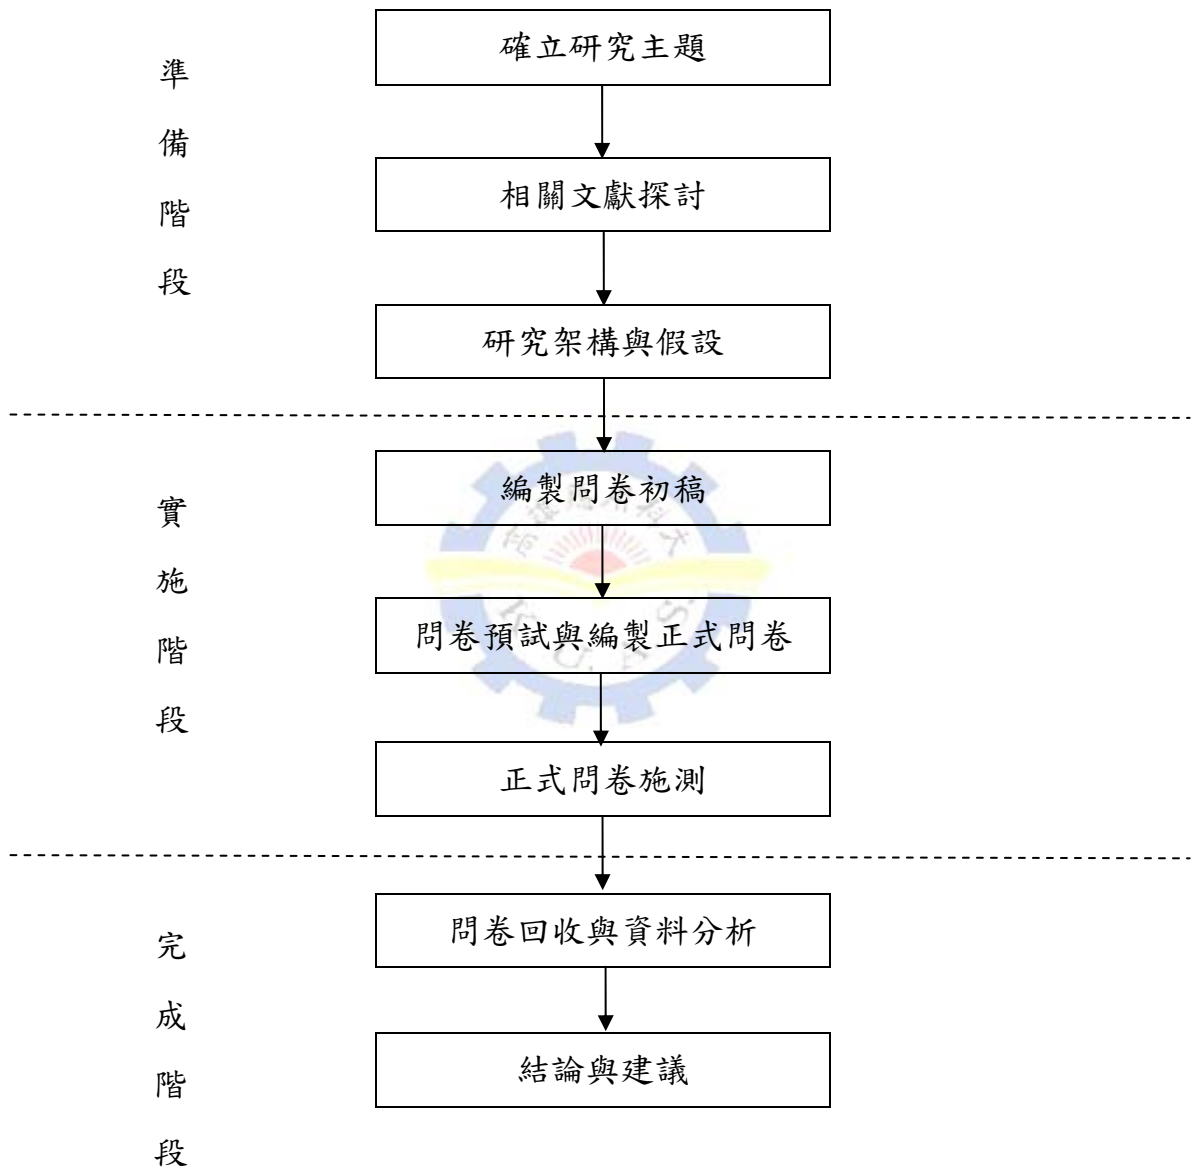 準備階段
確立研究主題
相關文獻探討
研究架構與假設
實施階段
編製問卷初稿
問卷預試與編製正式問卷
正式問卷施測
完成階段
問卷回收與資料分析
結論與建議